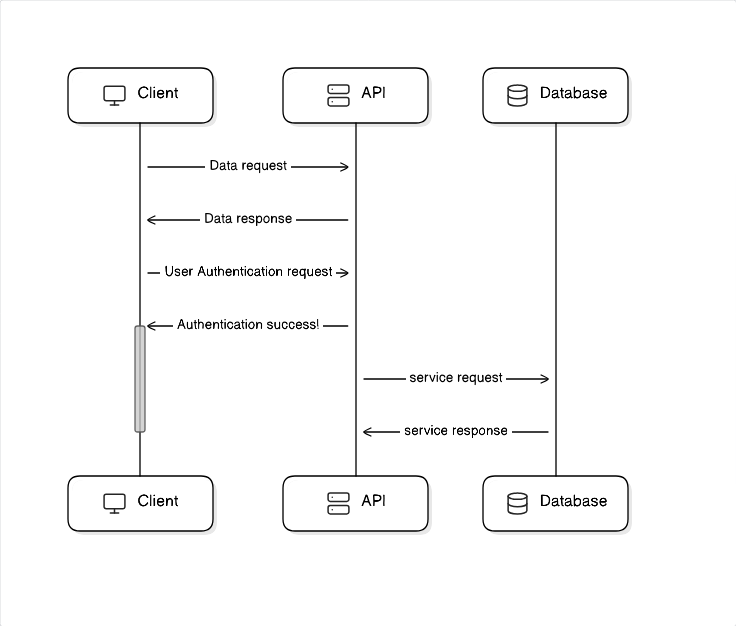 Client
API
Database
Data request
Data response
User Authentication request
Authentication success!
service request
service response
Client
API
Database